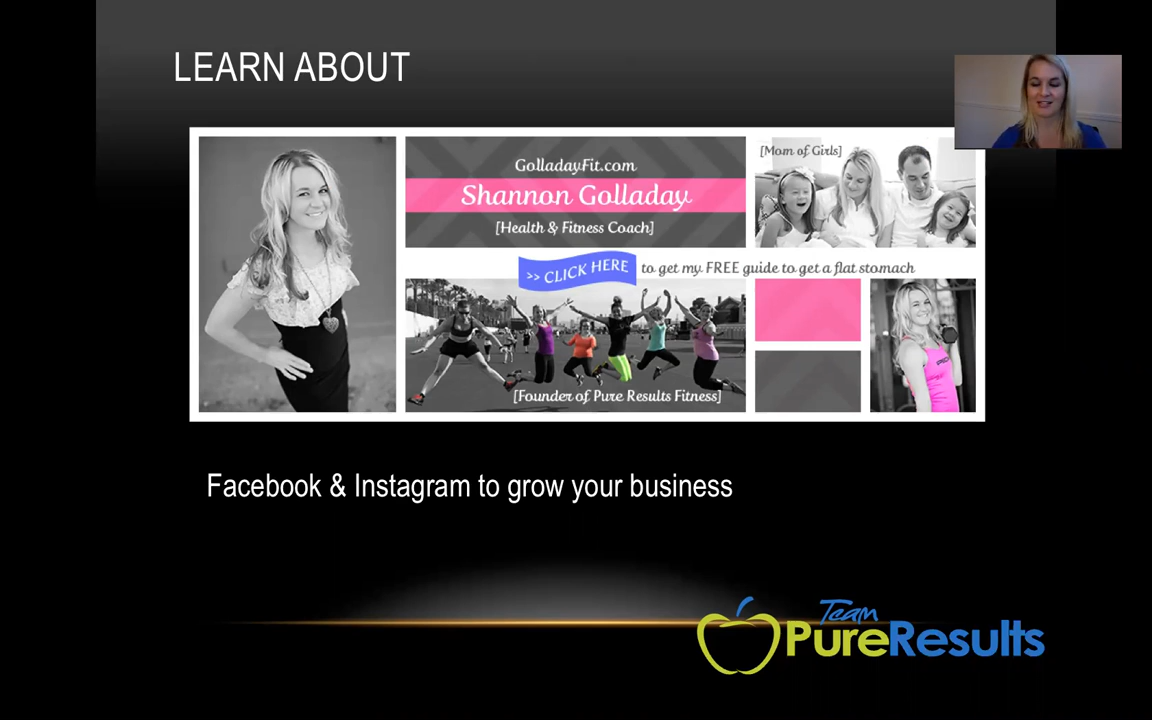 LEARN ABOUT
GolladayFit.com
Shannon Golladay
[Health & Fitness Coach]
[Mom of Girls]
>> CLICK HERE to get my FREE guide to get a flat stomach
[Founder of Pure Results Fitness]
Facebook & Instagram to grow your business
Team
PureResults